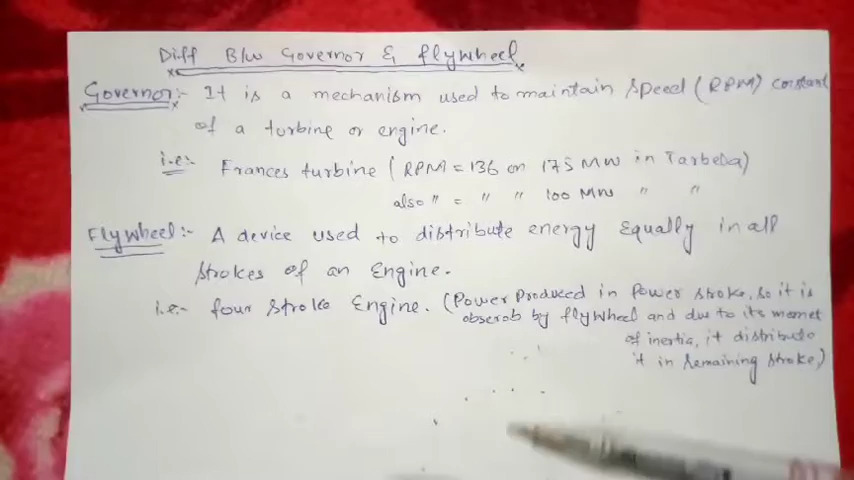 Diff B/w Governor & flywheel
Governor:- It is a mechanism used to maintain speed (RPM) constant
of a turbine or engine.
i.e:- Frances turbine (RPM = 136 on 175 MW in Tarbela)
also " = " " 100 MW " "
Flywheel:- A device used to distribute energy Equally in all
strokes of an Engine.
i.e.- four stroke Engine. (Power Produced in Power stroke, so it is
obserob by flywheel and due to its momet
of inertia, it distribute
it in remaining stroke,)